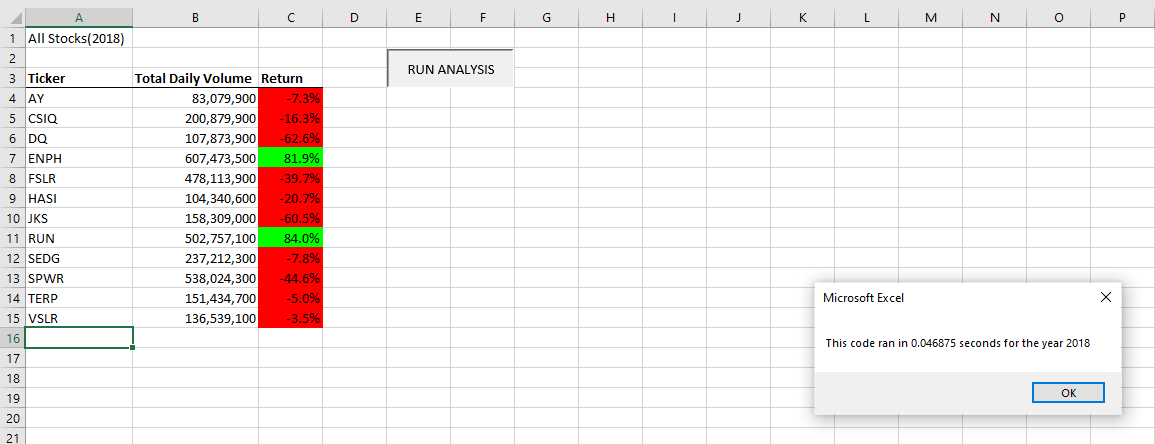 A B C D E F G H I J K L M N O P
1 All Stocks(2018)
2
RUN ANALYSIS
3 Ticker Total Daily Volume Return
4 AY 83,079,900 -7.3%
5 CSIQ 200,879,900 -16.3%
6 DQ 107,873,900 -62.6%
7 ENPH 607,473,500 81.9%
8 FSLR 478,113,900 -39.7%
9 HASI 104,340,600 -20.7%
10 JKS 158,309,000 -60.5%
11 RUN 502,757,100 84.0%
12 SEDG 237,212,300 -7.8%
13 SPWR 538,024,300 -44.6%
14 TERP 151,434,700 -5.0%
15 VSLR 136,539,100 -3.5%
16
17
18
19
20
21
Microsoft Excel
This code ran in 0.046875 seconds for the year 2018
OK